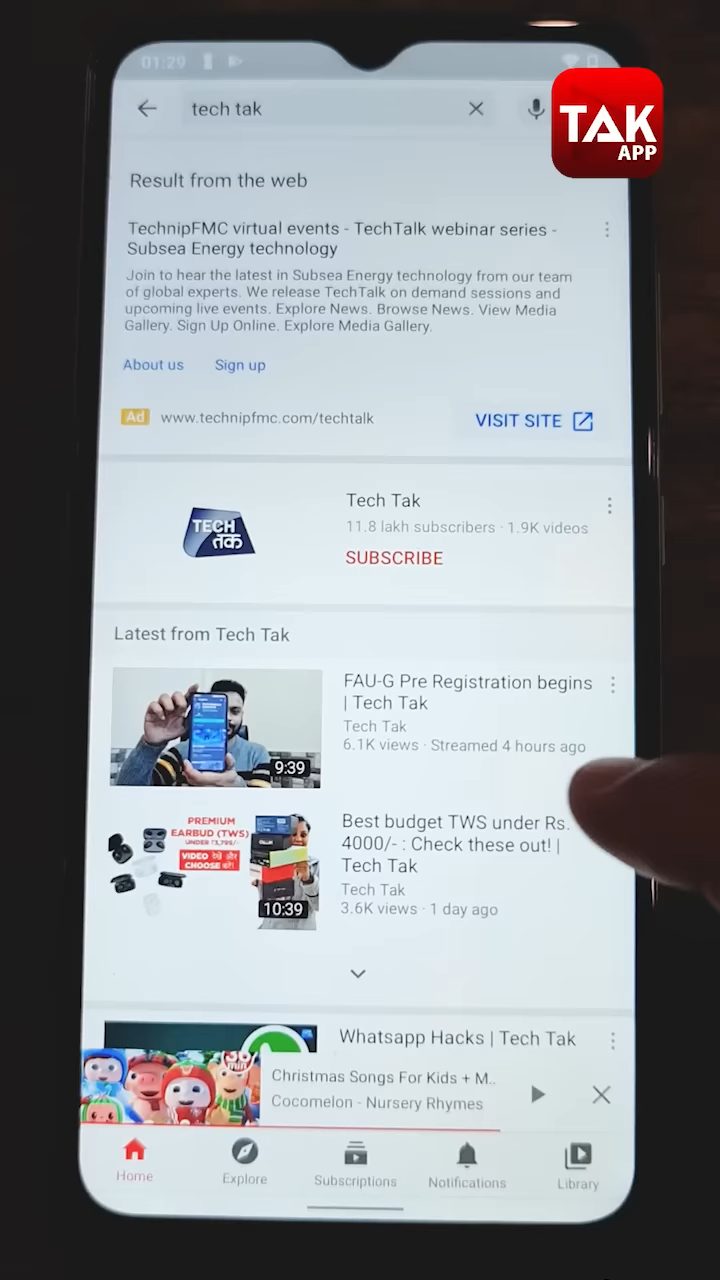 01:29
tech tak
TAK
APP
Result from the web
TechnipFMC virtual events - TechTalk webinar series -
Subsea Energy technology
Join to hear the latest in Subsea Energy technology from our team
of global experts. We release TechTalk on demand sessions and
upcoming live events. Explore News. Browse News. View Media
Gallery. Sign Up Online. Explore Media Gallery.
About us Sign up
Ad www.technipfmc.com/techtalk VISIT SITE
TECH
तक
Tech Tak
11.8 lakh subscribers · 1.9K videos
SUBSCRIBE
Latest from Tech Tak
9:39
FAU-G Pre Registration begins
| Tech Tak
Tech Tak
6.1K views · Streamed 4 hours ago
PREMIUM
EARBUD (TWS)
VIDEO देखें और
CHOOSE करें!
10:39
Best budget TWS under Rs.
4000/- : Check these out! |
Tech Tak
Tech Tak
3.6K views · 1 day ago
Whatsapp Hacks | Tech Tak
Christmas Songs For Kids + M..
Cocomelon - Nursery Rhymes
Home Explore Subscriptions Notifications Library